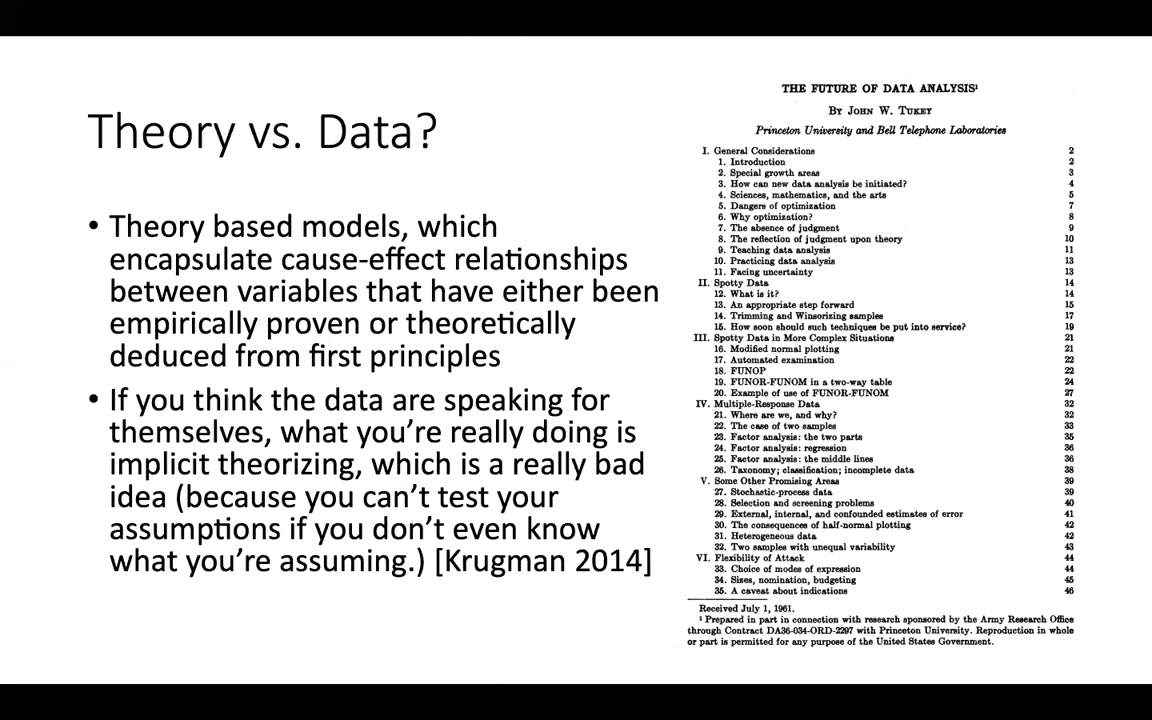 Theory vs. Data?
• Theory based models, which
encapsulate cause-effect relationships
between variables that have either been
empirically proven or theoretically
deduced from first principles
• If you think the data are speaking for
themselves, what you're really doing is
implicit theorizing, which is a really bad
idea (because you can't test your
assumptions if you don't even know
what you're assuming.) [Krugman 2014]
THE FUTURE OF DATA ANALYSIS¹
By John W. Tukey
Princeton University and Bell Telephone Laboratories
I. General Considerations 2
1. Introduction 2
2. Special growth areas 3
3. How can new data analysis be initiated? 4
4. Sciences, mathematics, and the arts 5
5. Dangers of optimization 7
6. Why optimization? 8
7. The absence of judgment 9
8. The reflection of judgment upon theory 10
9. Teaching data analysis 11
10. Practicing data analysis 13
11. Facing uncertainty 13
II. Spotty Data 14
12. What is it? 14
13. An appropriate step forward 15
14. Trimming and Winsorizing samples 17
15. How soon should such techniques be put into service? 19
III. Spotty Data in More Complex Situations 21
16. Modified normal plotting 21
17. Automated examination 22
18. FUNOP 22
19. FUNOR-FUNOM in a two-way table 24
20. Example of use of FUNOR-FUNOM 27
IV. Multiple-Response Data 32
21. Where are we, and why? 32
22. The case of two samples 33
23. Factor analysis: the two parts 35
24. Factor analysis: regression 36
25. Factor analysis: the middle lines 36
26. Taxonomy; classification; incomplete data 38
V. Some Other Promising Areas 39
27. Stochastic-process data 39
28. Selection and screening problems 40
29. External, internal, and confounded estimates of error 41
30. The consequences of half-normal plotting 42
31. Heterogeneous data 42
32. Two samples with unequal variability 43
VI. Flexibility of Attack 44
33. Choice of modes of expression 44
34. Sizes, nomination, budgeting 45
35. A caveat about indications 46
Received July 1, 1961.
¹ Prepared in part in connection with research sponsored by the Army Research Office
through Contract DA36-034-ORD-2297 with Princeton University. Reproduction in whole
or part is permitted for any purpose of the United States Government.